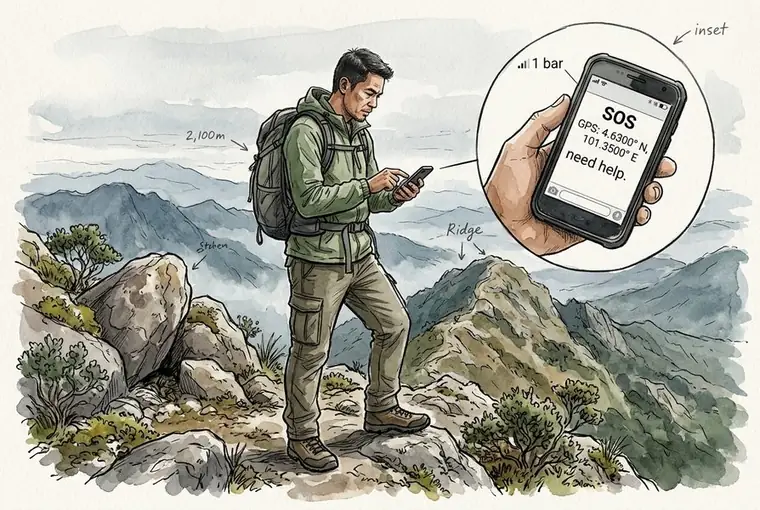 inset
1 bar
SOS
GPS: 4.6300° N,
101.3500° E
need help.
2,100m
Ridge